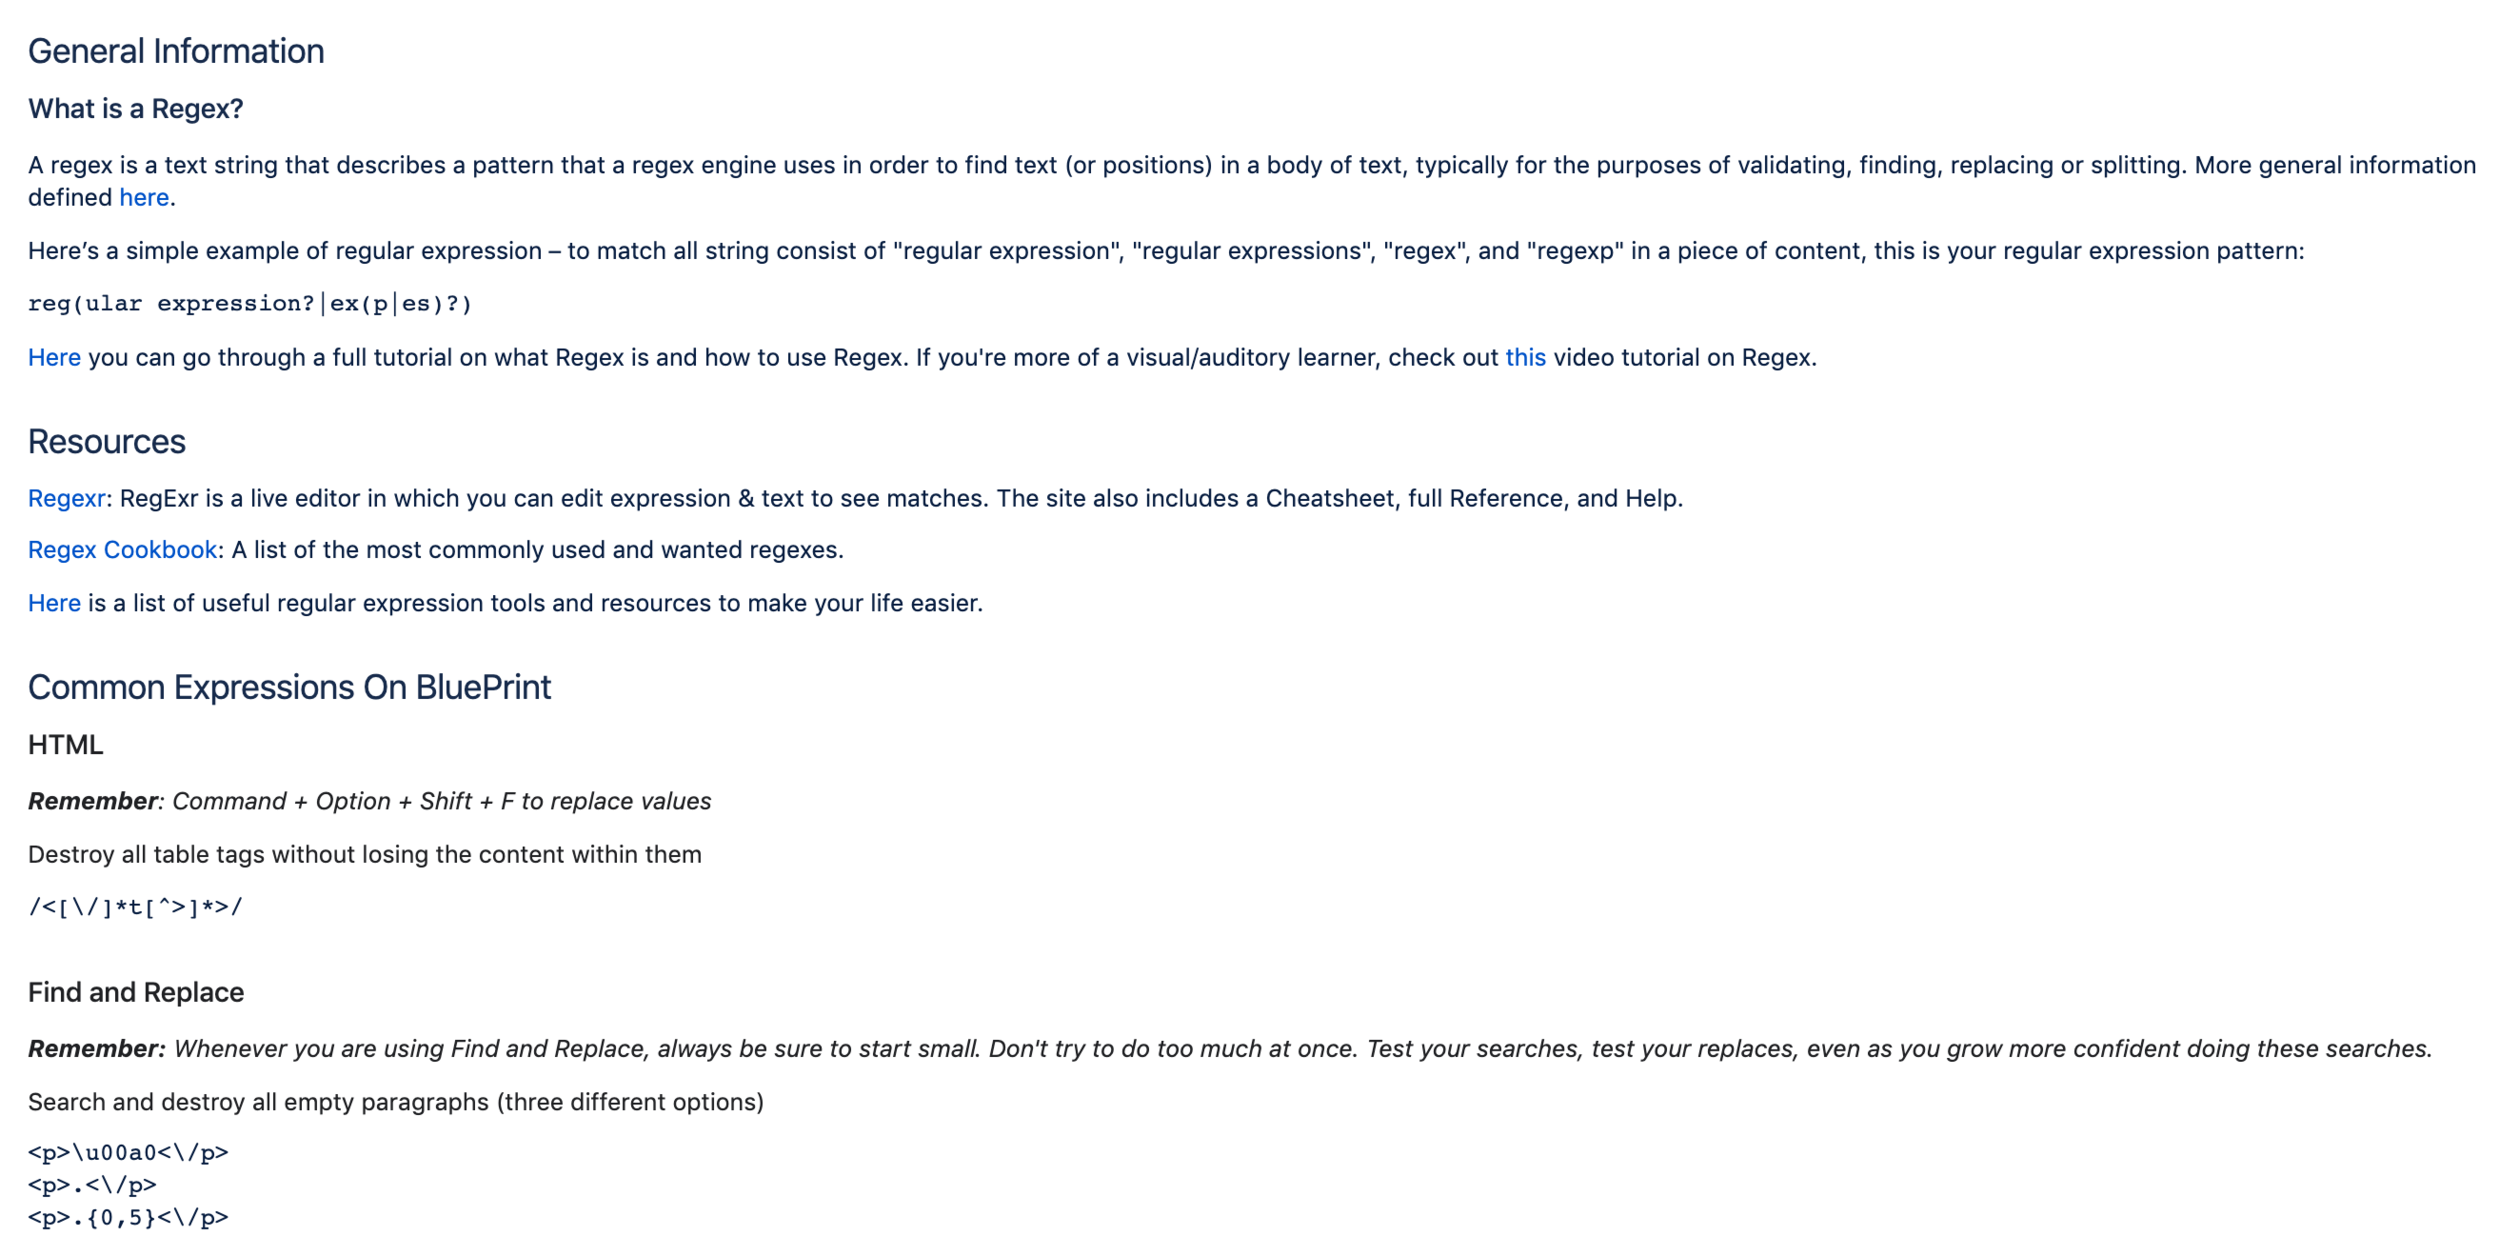 General Information
What is a Regex?
A regex is a text string that describes a pattern that a regex engine uses in order to find text (or positions) in a body of text, typically for the purposes of validating, finding, replacing or splitting. More general information
defined here.
Here’s a simple example of regular expression – to match all string consist of "regular expression", "regular expressions", "regex", and "regexp" in a piece of content, this is your regular expression pattern:
reg(ular expression?|ex(p|es)?)
Here you can go through a full tutorial on what Regex is and how to use Regex. If you're more of a visual/auditory learner, check out this video tutorial on Regex.
Resources
Regexr: RegExr is a live editor in which you can edit expression & text to see matches. The site also includes a Cheatsheet, full Reference, and Help.
Regex Cookbook: A list of the most commonly used and wanted regexes.
Here is a list of useful regular expression tools and resources to make your life easier.
Common Expressions On BluePrint
HTML
Remember: Command + Option + Shift + F to replace values
Destroy all table tags without losing the content within them
/<[\/]*t[^>]*>/
Find and Replace
Remember: Whenever you are using Find and Replace, always be sure to start small. Don't try to do too much at once. Test your searches, test your replaces, even as you grow more confident doing these searches.
Search and destroy all empty paragraphs (three different options)
<p>\u00a0<\/p>
<p>.<\/p>
<p>.{0,5}<\/p>